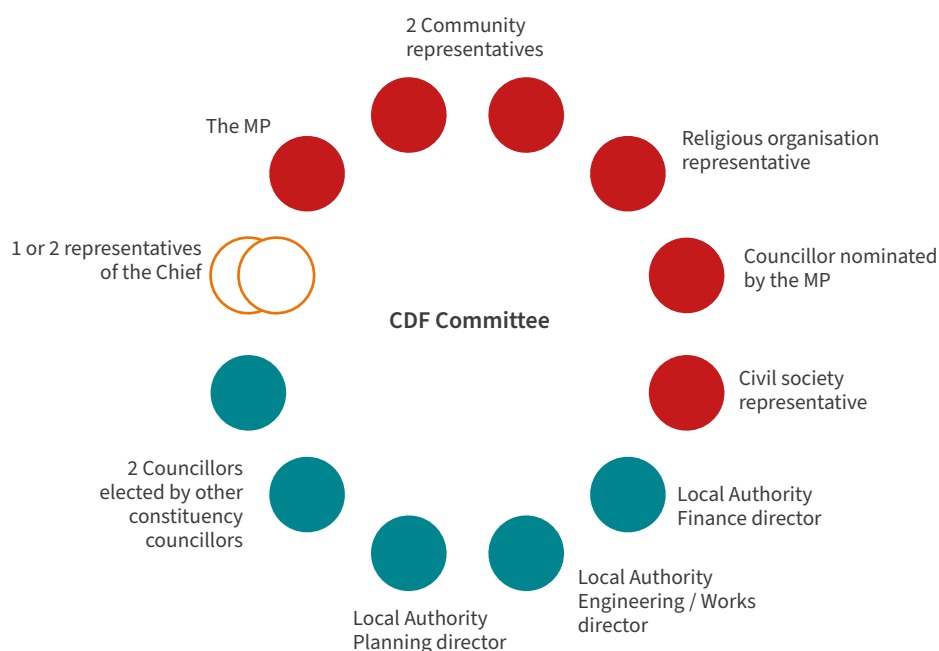 2 Community
representatives
The MP
Religious organisation
representative
1 or 2 representatives
of the Chief
Councillor nominated
by the MP
CDF Committee
Civil society
representative
2 Councillors
elected by other
constituency
councillors
Local Authority
Finance director
Local Authority
Engineering / Works
director
Local Authority
Planning director